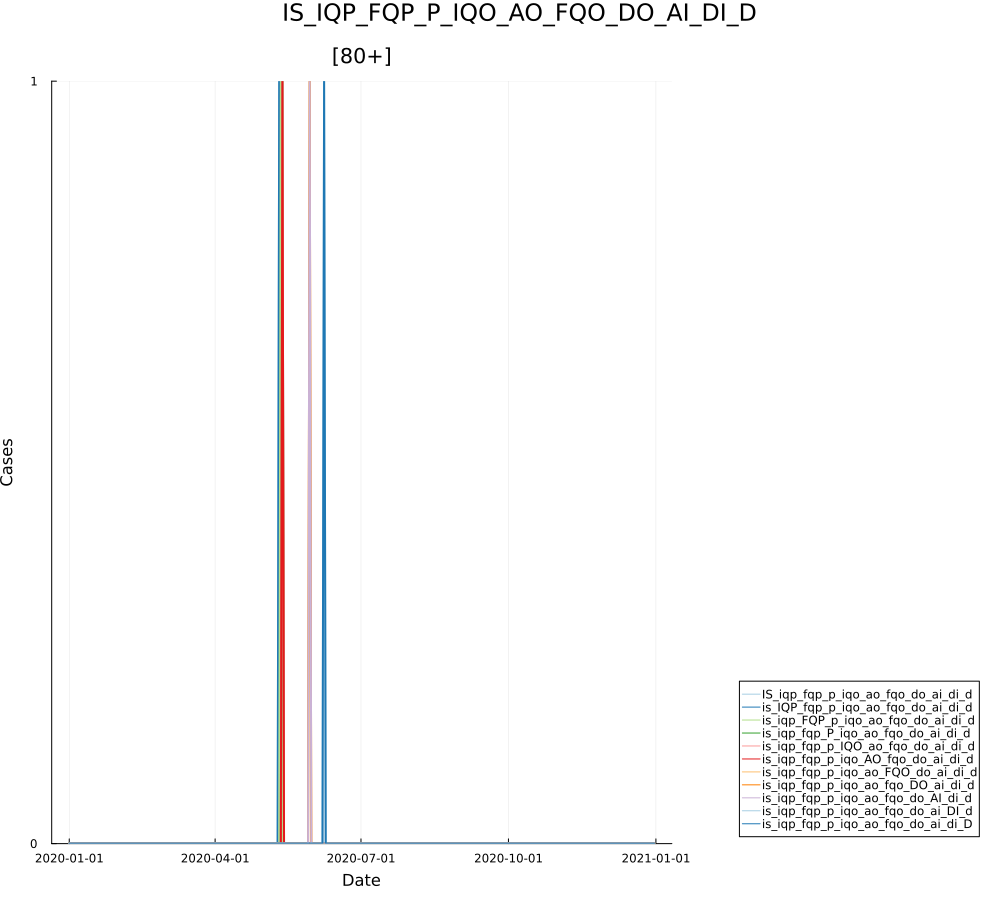 IS_IQP_FQP_P_IQO_AO_FQO_DO_AI_DI_D
[80+]
1
Cases
0
2020-01-01 2020-04-01 2020-07-01 2020-10-01 2021-01-01
Date
IS_iqp_fqp_p_iqo_ao_fqo_do_ai_di_d
is_IQP_fqp_p_iqo_ao_fqo_do_ai_di_d
is_iqp_FQP_p_iqo_ao_fqo_do_ai_di_d
is_iqp_fqp_P_iqo_ao_fqo_do_ai_di_d
is_iqp_fqp_p_IQO_ao_fqo_do_ai_di_d
is_iqp_fqp_p_iqo_AO_fqo_do_ai_di_d
is_iqp_fqp_p_iqo_ao_FQO_do_ai_di_d
is_iqp_fqp_p_iqo_ao_fqo_DO_ai_di_d
is_iqp_fqp_p_iqo_ao_fqo_do_AI_di_d
is_iqp_fqp_p_iqo_ao_fqo_do_ai_DI_d
is_iqp_fqp_p_iqo_ao_fqo_do_ai_di_D